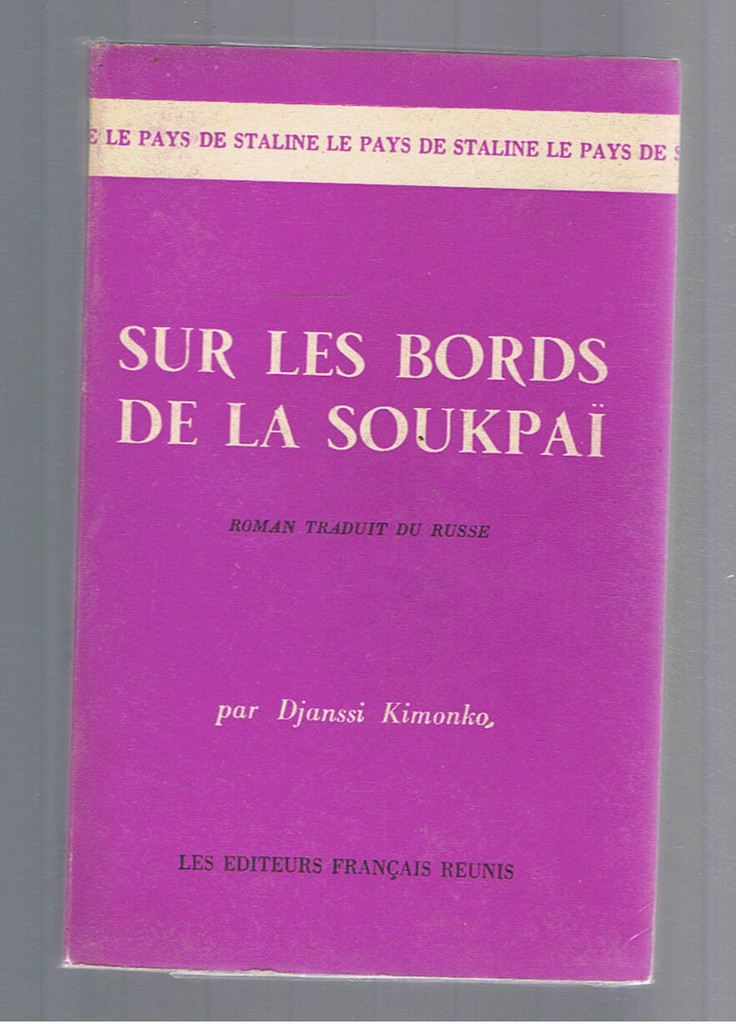 E LE PAYS DE STALINE LE PAYS DE STALINE LE PAYS DE S
SUR LES BORDS
DE LA SOUKPAÏ
ROMAN TRADUIT DU RUSSE
par Djanssi Kimonko
LES EDITEURS FRANÇAIS REUNIS